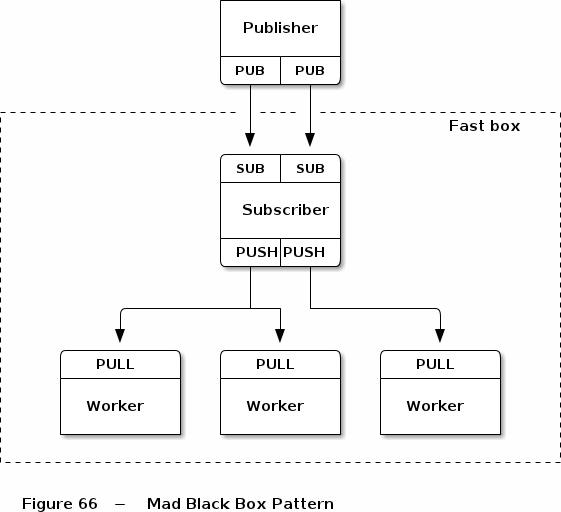 Publisher
PUB PUB
Fast box
SUB SUB
Subscriber
PUSH PUSH
PULL PULL PULL
Worker Worker Worker
Figure 66 – Mad Black Box Pattern